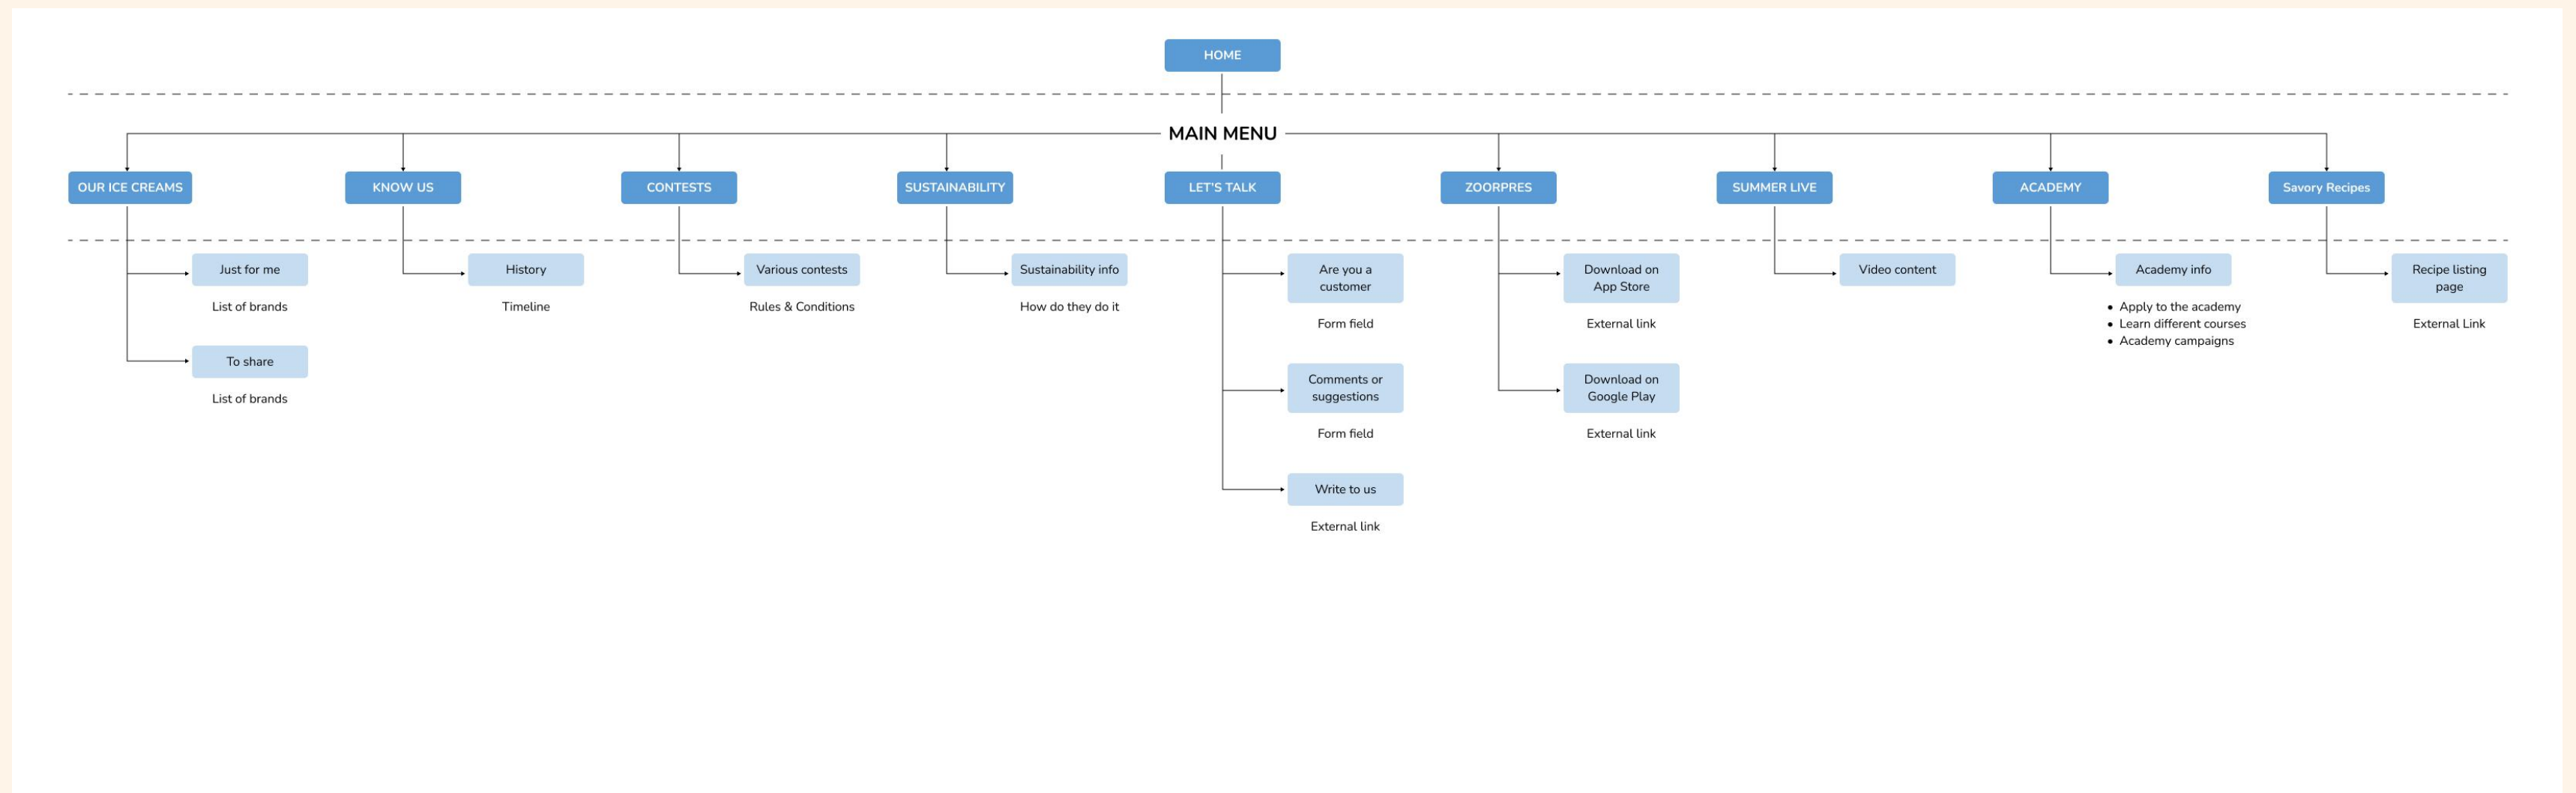 HOME
MAIN MENU
OUR ICE CREAMS
KNOW US
CONTESTS
SUSTAINABILITY
LET'S TALK
ZOORPRES
SUMMER LIVE
ACADEMY
Savory Recipes
Just for me
List of brands
To share
List of brands
History
Timeline
Various contests
Rules & Conditions
Sustainability info
How do they do it
Are you a
customer
Form field
Comments or
suggestions
Form field
Write to us
External link
Download on
App Store
External link
Download on
Google Play
External link
Video content
Academy info
• Apply to the academy
• Learn different courses
• Academy campaigns
Recipe listing
page
External Link